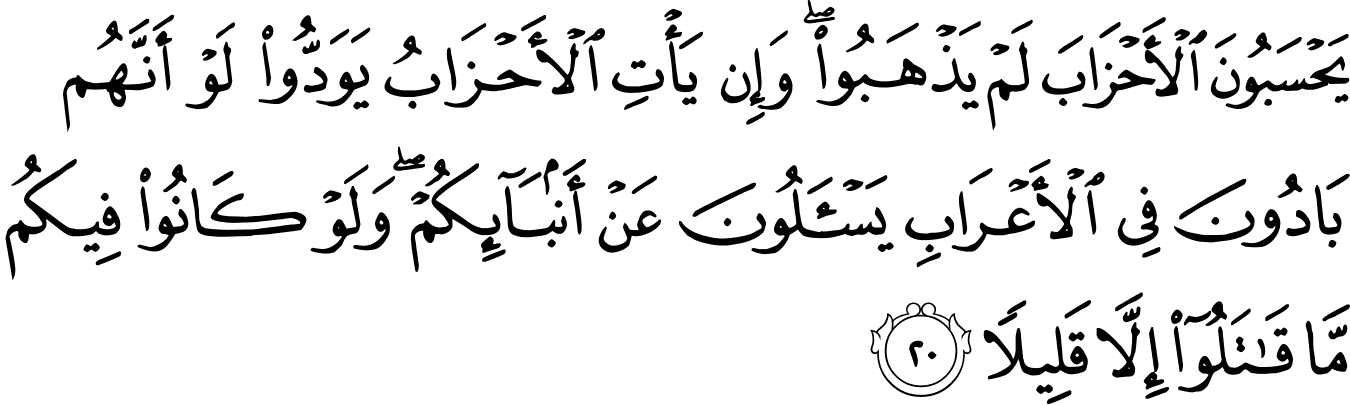 يَحْسَبُونَ ٱلْأَحْزَابَ لَمْ يَذْهَبُوا۟ ۖ وَإِن يَأْتِ ٱلْأَحْزَابُ يَوَدُّوا۟ لَوْ أَنَّهُم
بَادُونَ فِى ٱلْأَعْرَابِ يَسْـَٔلُونَ عَنْ أَنۢبَآئِكُمْ ۖ وَلَوْ كَانُوا۟ فِيكُم
مَّا قَـٰتَلُوٓا۟ إِلَّا قَلِيلًا ٢٠